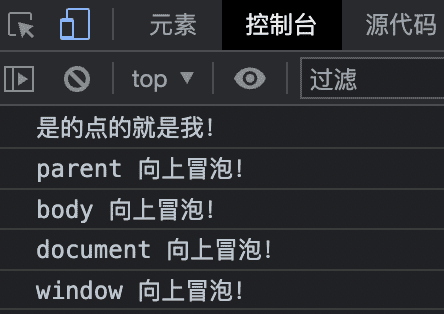 元素 控制台 源代码
top ▼ 过滤
是的点的就是我!
parent 向上冒泡!
body 向上冒泡!
document 向上冒泡!
window 向上冒泡!